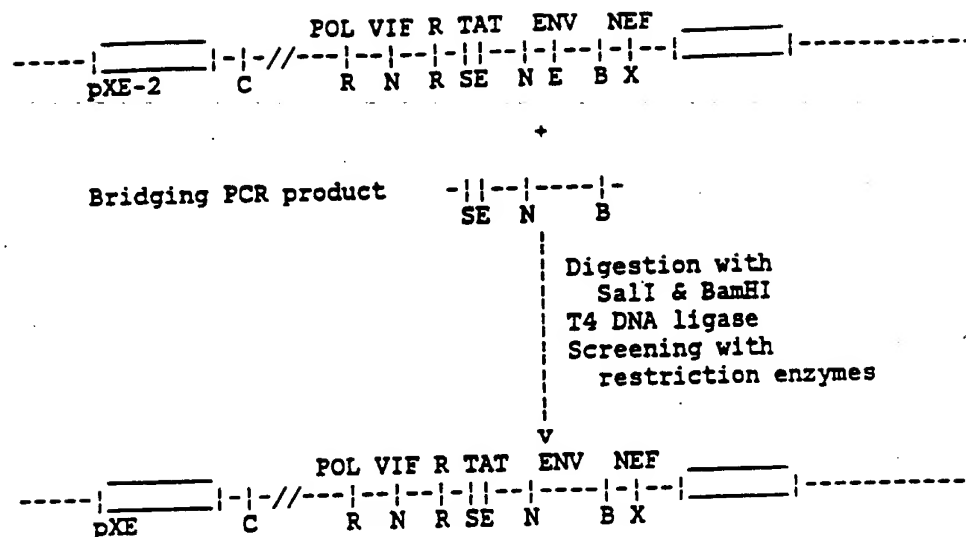 POL VIF R TAT ENV NEF
pXE-2 C R N R SE N E B X
+
Bridging PCR product
SE N B
Digestion with
SalI & BamHI
T4 DNA ligase
Screening with
restriction enzymes
v
POL VIF R TAT ENV NEF
pXE C R N R SE N B X